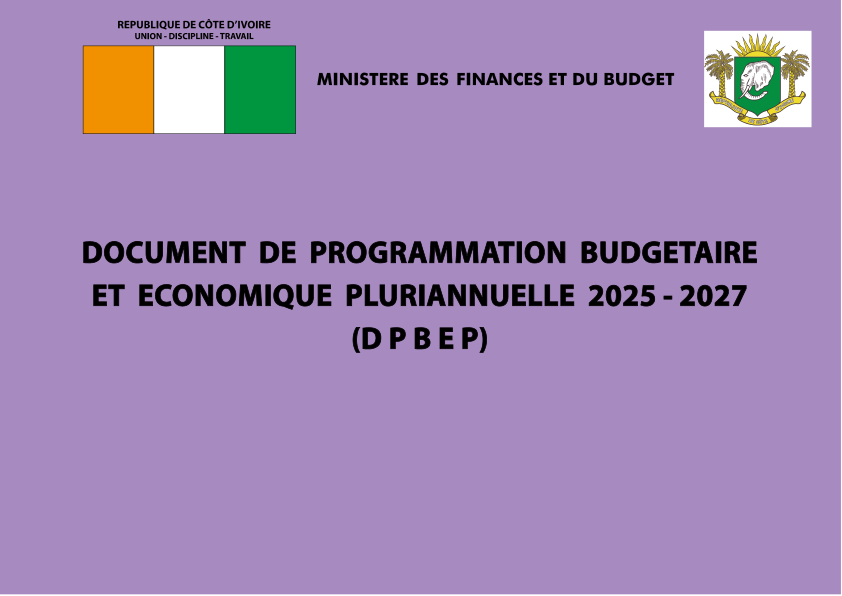 REPUBLIQUE DE CÔTE D'IVOIRE
UNION - DISCIPLINE - TRAVAIL
MINISTERE DES FINANCES ET DU BUDGET
DOCUMENT DE PROGRAMMATION BUDGETAIRE
ET ECONOMIQUE PLURIANNUELLE 2025 - 2027
(D P B E P)